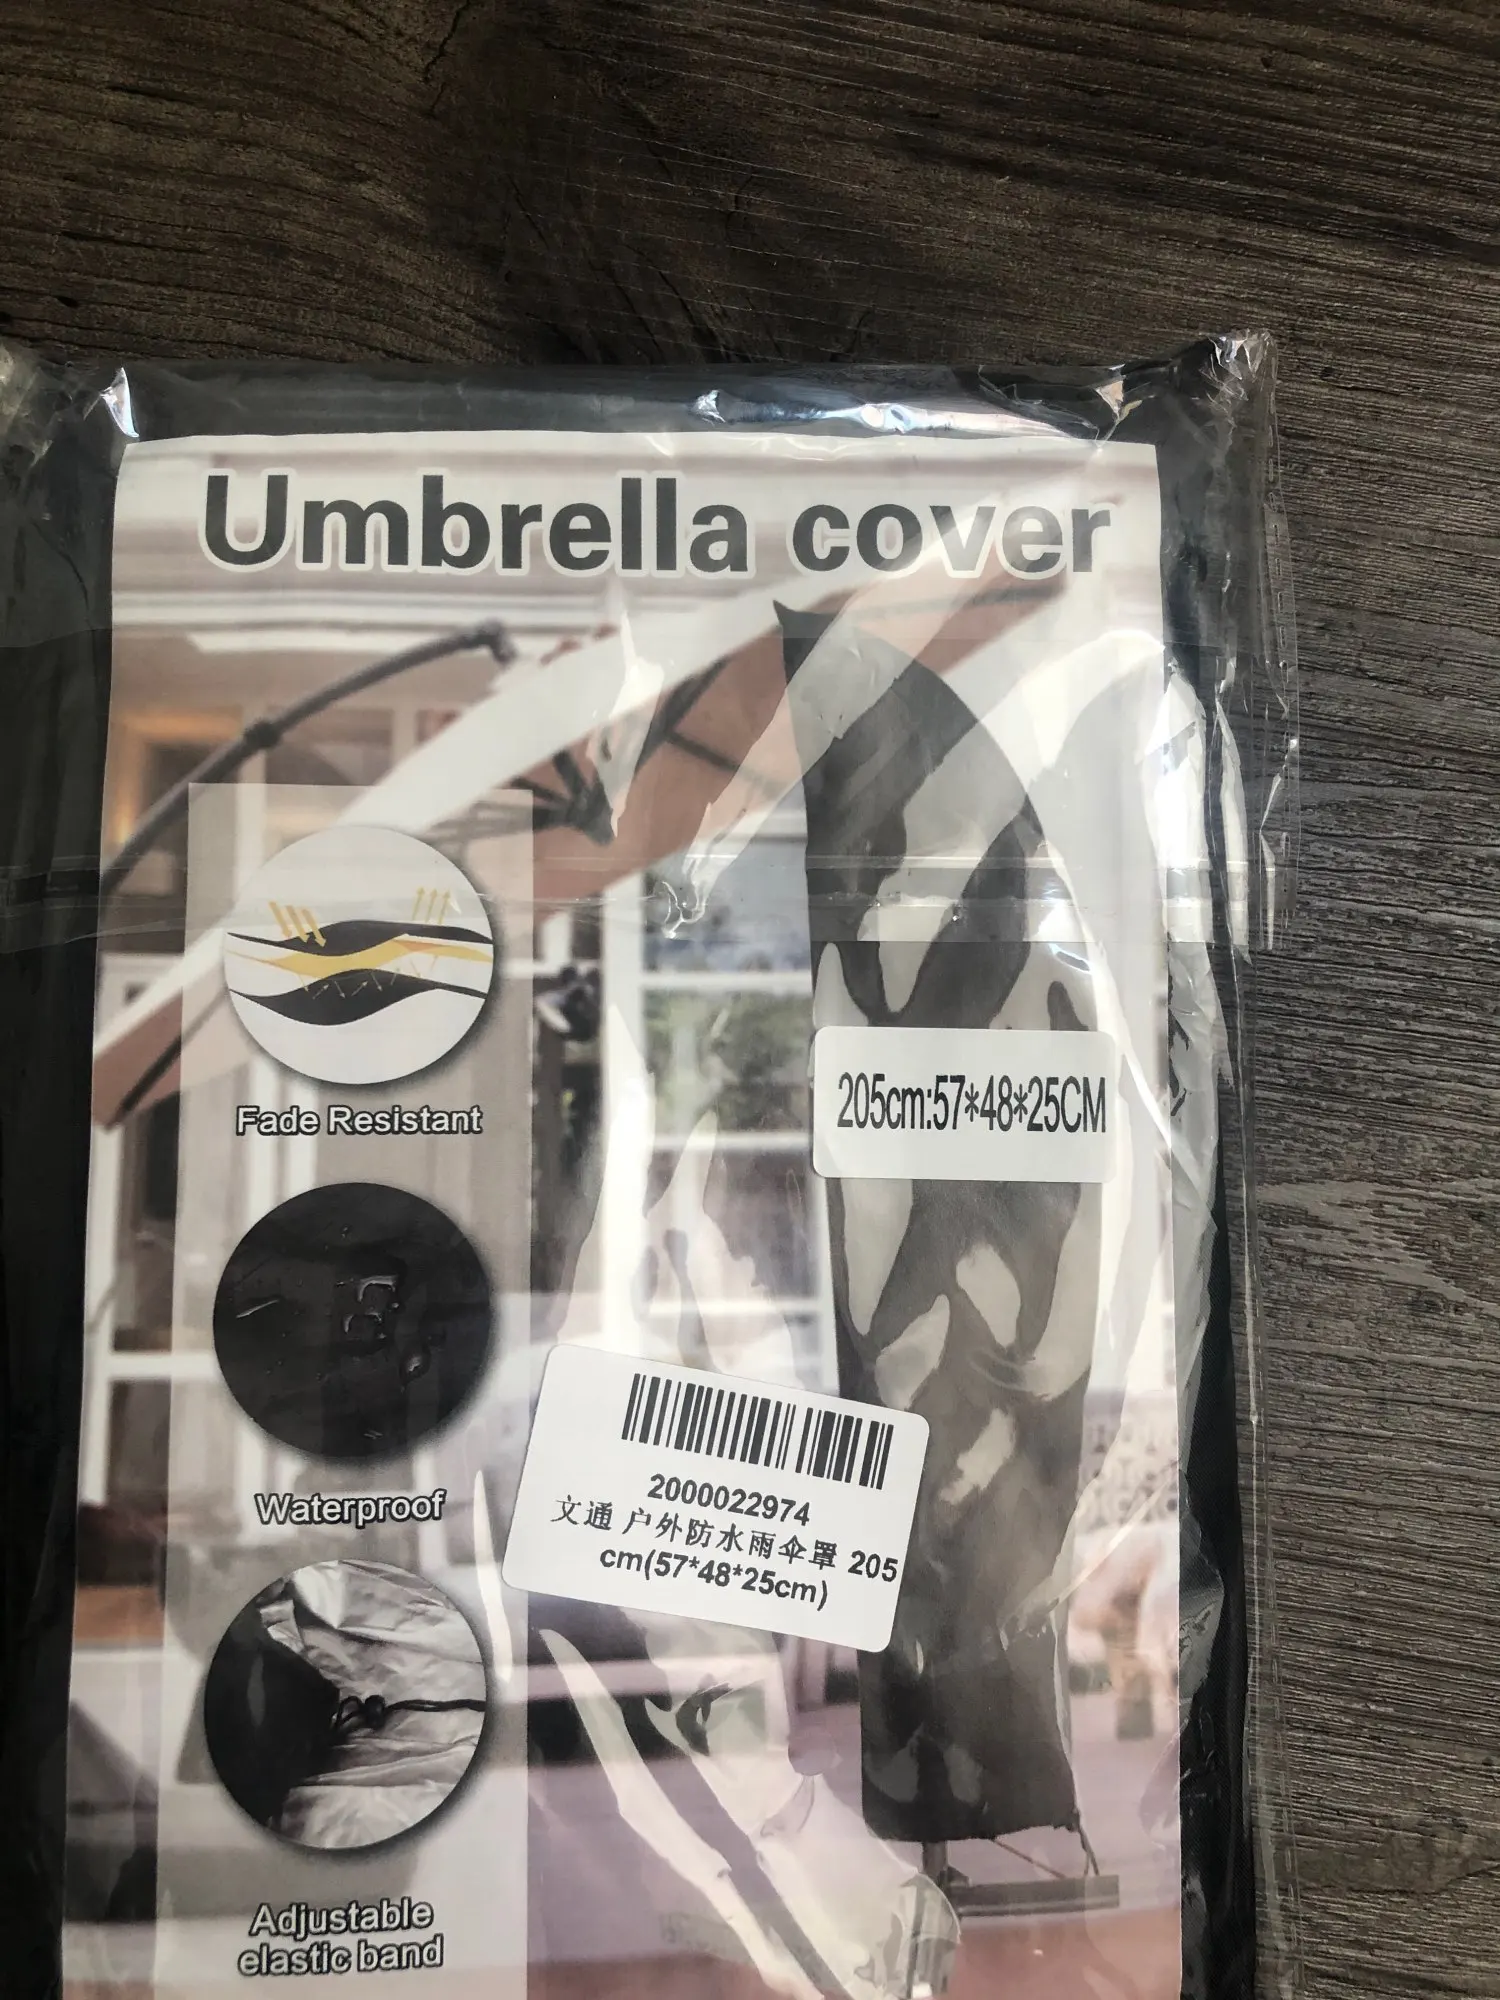 Umbrella cover
Fade Resistant
205cm:57*48*25CM
Waterproof
2000022974
文通 户外防水雨伞罩 205
cm(57*48*25cm)
Adjustable
elastic band